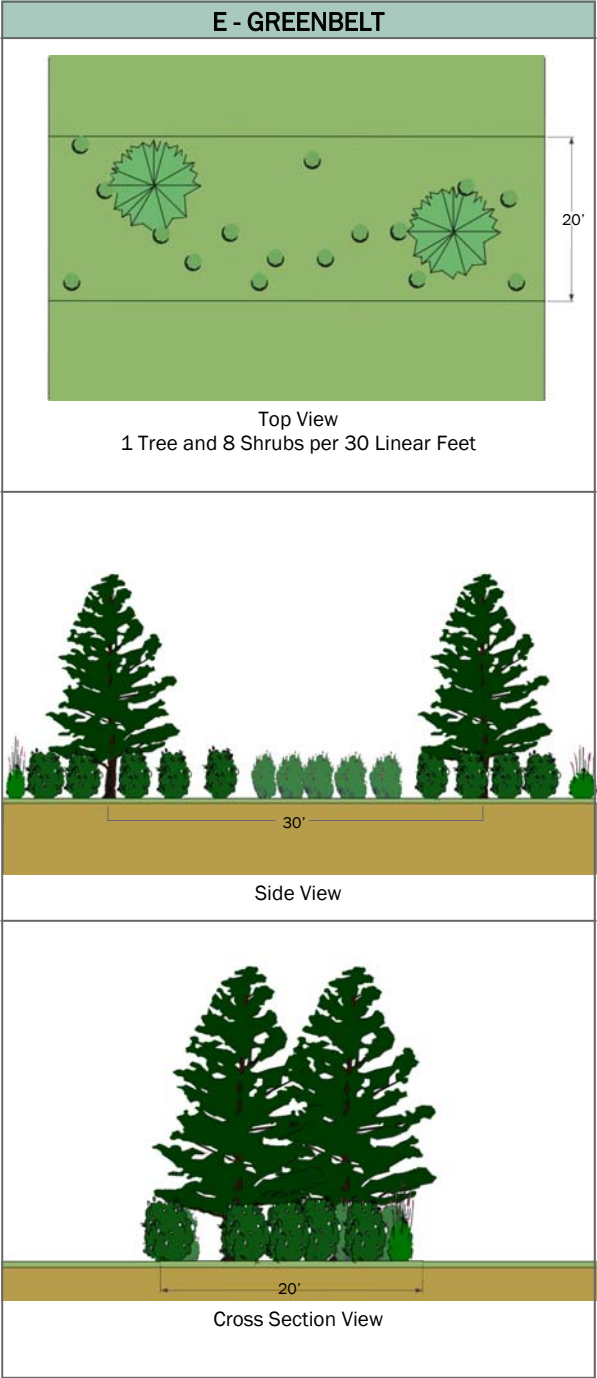 E - GREENBELT
20'
Top View
1 Tree and 8 Shrubs per 30 Linear Feet
30'
Side View
20'
Cross Section View